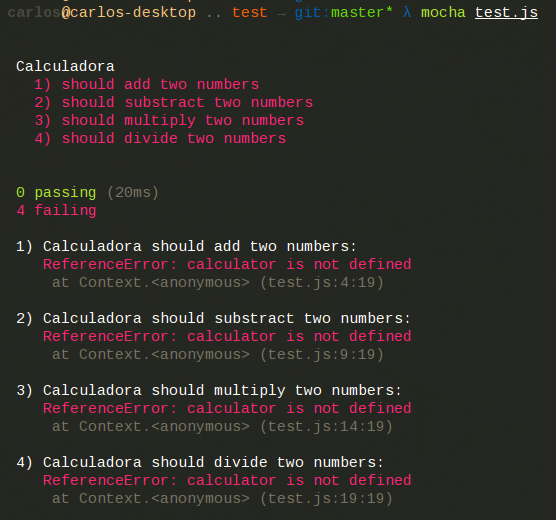 carlos@carlos-desktop .. test → git:master* λ mocha test.js
Calculadora
1) should add two numbers
2) should substract two numbers
3) should multiply two numbers
4) should divide two numbers
0 passing (20ms)
4 failing
1) Calculadora should add two numbers:
ReferenceError: calculator is not defined
at Context.<anonymous> (test.js:4:19)
2) Calculadora should substract two numbers:
ReferenceError: calculator is not defined
at Context.<anonymous> (test.js:9:19)
3) Calculadora should multiply two numbers:
ReferenceError: calculator is not defined
at Context.<anonymous> (test.js:14:19)
4) Calculadora should divide two numbers:
ReferenceError: calculator is not defined
at Context.<anonymous> (test.js:19:19)